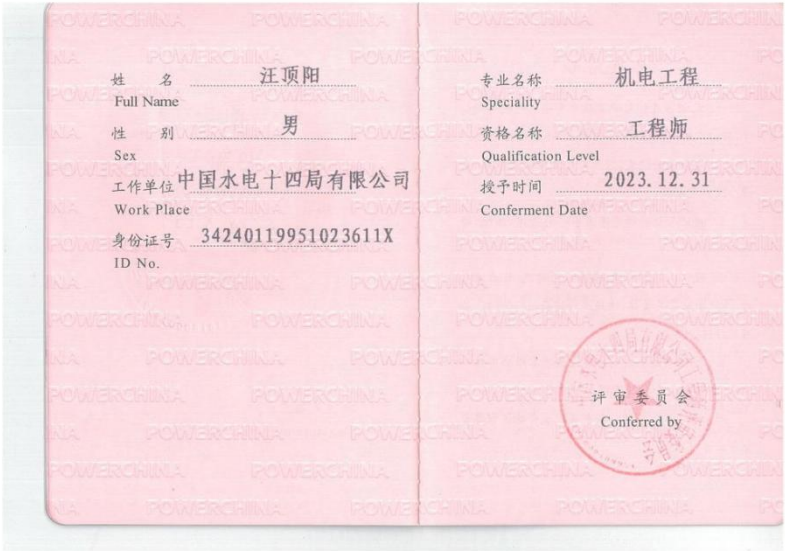 姓 名 汪顶阳
Full Name
性 别 男
Sex
工作单位 中国水电十四局有限公司
Work Place
身份证号 34240119951023611X
ID No.
专业名称 机电工程
Speciality
资格名称 工程师
Qualification Level
授予时间 2023.12.31
Conferment Date
评审委员会
Conferred by
POWERCHINA